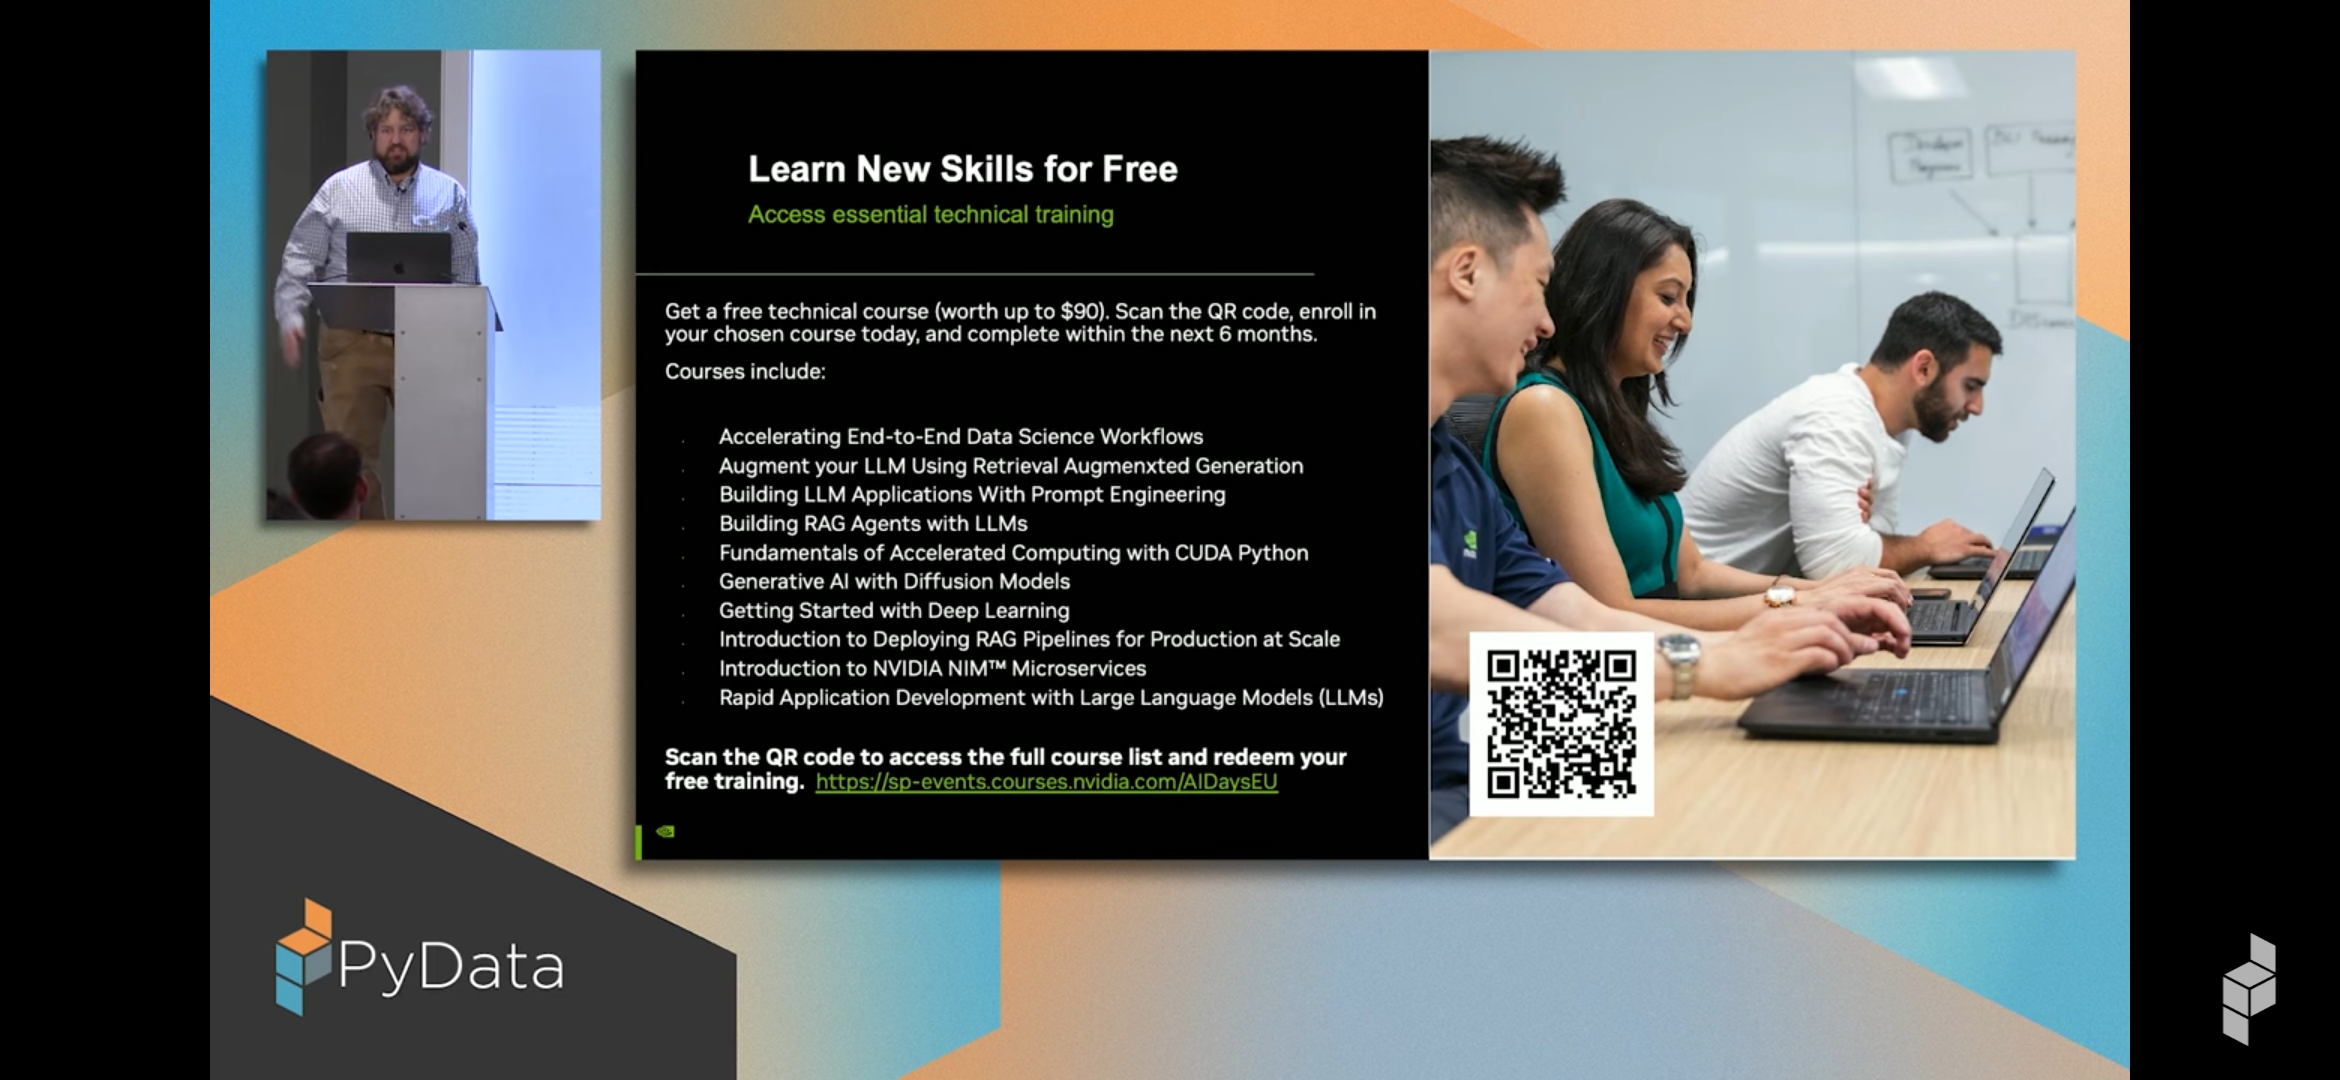 Learn New Skills for Free
Access essential technical training
Get a free technical course (worth up to $90). Scan the QR code, enroll in
your chosen course today, and complete within the next 6 months.
Courses include:
. Accelerating End-to-End Data Science Workflows
. Augment your LLM Using Retrieval Augmenxted Generation
. Building LLM Applications With Prompt Engineering
. Building RAG Agents with LLMs
. Fundamentals of Accelerated Computing with CUDA Python
. Generative AI with Diffusion Models
. Getting Started with Deep Learning
. Introduction to Deploying RAG Pipelines for Production at Scale
. Introduction to NVIDIA NIM™ Microservices
. Rapid Application Development with Large Language Models (LLMs)
Scan the QR code to access the full course list and redeem your
free training. https://sp-events.courses.nvidia.com/AIDaysEU
PyData